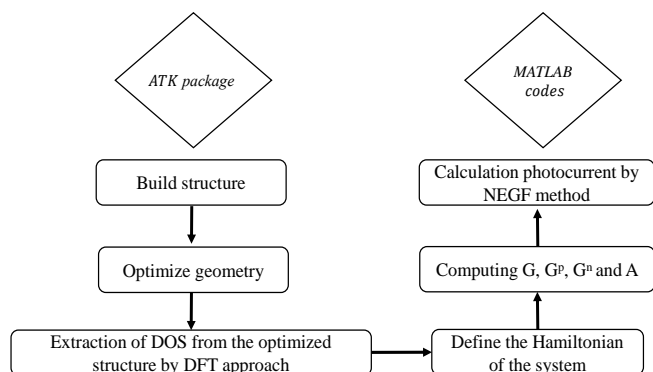 ATK package
MATLAB
codes
Build structure
Optimize geometry
Extraction of DOS from the optimized
structure by DFT approach
Calculation photocurrent by
NEGF method
Computing G, Gᵖ, Gⁿ and A
Define the Hamiltonian
of the system